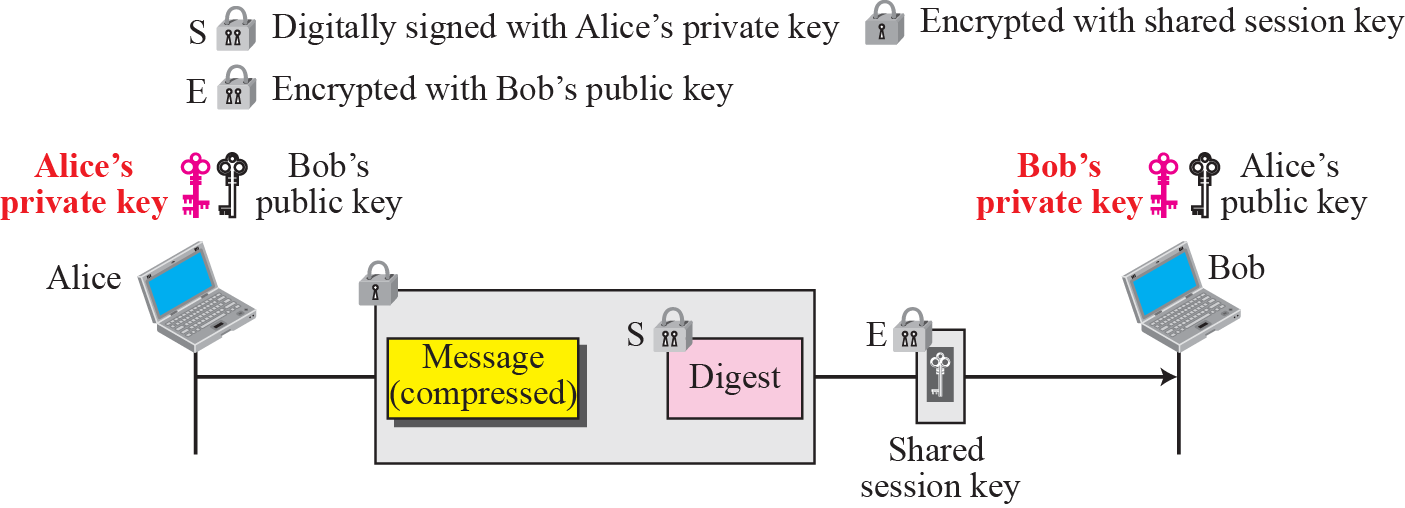 S Digitally signed with Alice’s private key
Encrypted with shared session key
E Encrypted with Bob’s public key
Alice’s
private key
Bob’s
public key
Bob’s
private key
Alice’s
public key
Alice
Bob
S
E
Message
(compressed)
Digest
Shared
session key